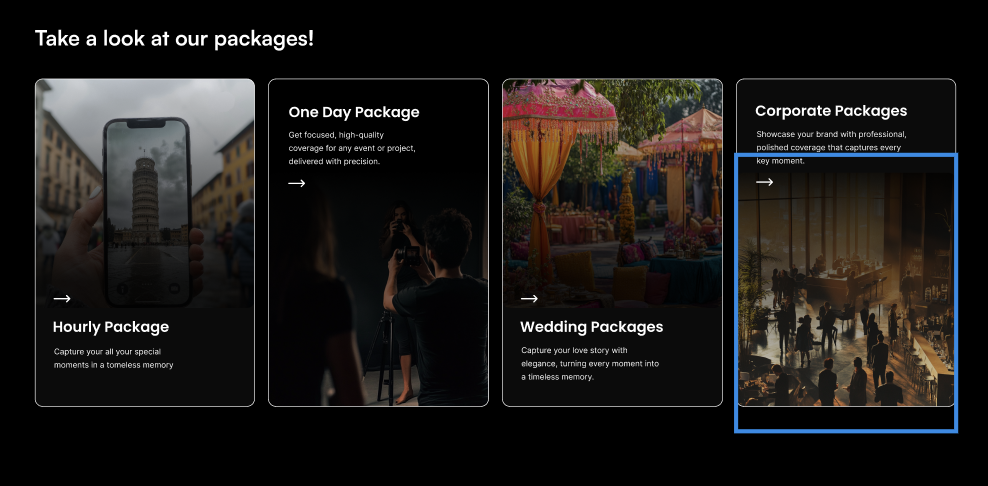 Take a look at our packages!
Hourly Package
Capture your all your special
moments in a tomeless memory
One Day Package
Get focused, high-quality
coverage for any event or project,
delivered with precision.
Wedding Packages
Capture your love story with
elegance, turning every moment into
a timeless memory.
Corporate Packages
Showcase your brand with professional,
polished coverage that captures every
key moment.